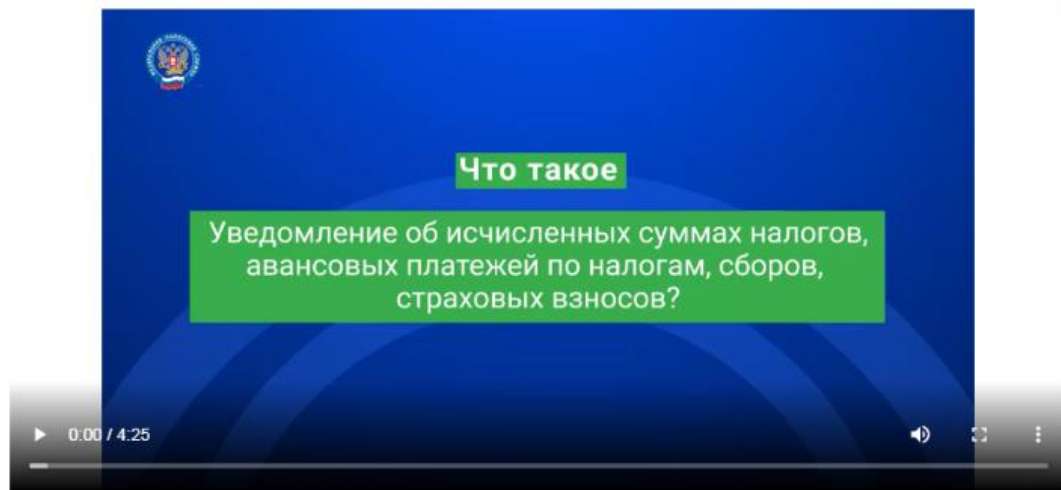 Что такое
Уведомление об исчисленных суммах налогов,
авансовых платежей по налогам, сборов,
страховых взносов?
0:00 / 4:25